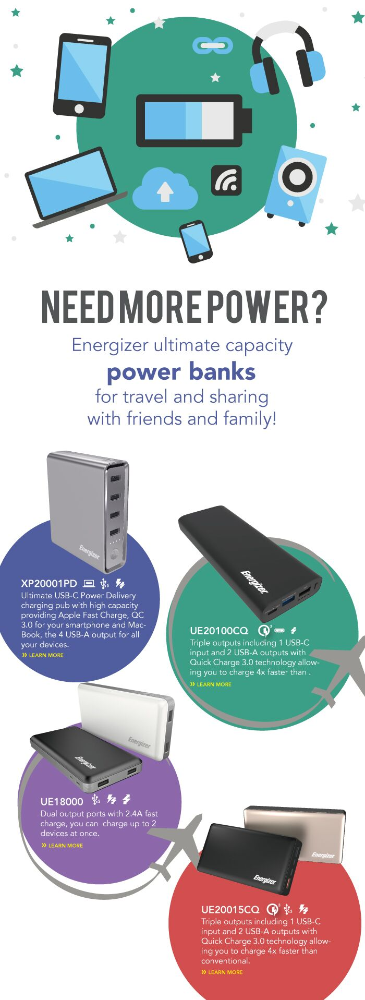 NEED MORE POWER?
Energizer ultimate capacity
power banks
for travel and sharing
with friends and family!
Energizer
XP20001PD
5
Ultimate USB-C Power Delivery
charging pub with high capacity
providing Apple Fast Charge, QC
3.0 for your smartphone and Mac-
Book, the 4 USB-A output for all
your devices.
» LEARN MORE
Energizer
UE20100CQ
3
Triple outputs including 1 USB-C
input and 2 USB-A outputs with
Quick Charge 3.0 technology allow-
ing you to charge 4x faster than .
» LEARN MORE
Energizer
Energizer
UE18000
x2
Dual output ports with 2.4A fast
charge, you can charge up to 2
devices at once.
» LEARN MORE
Energizer
Energizer
UE20015CQ
3
x3
Triple outputs including 1 USB-C
input and 2 USB-A outputs with
Quick Charge 3.0 technology allow-
ing you to charge 4x faster than
conventional.
» LEARN MORE